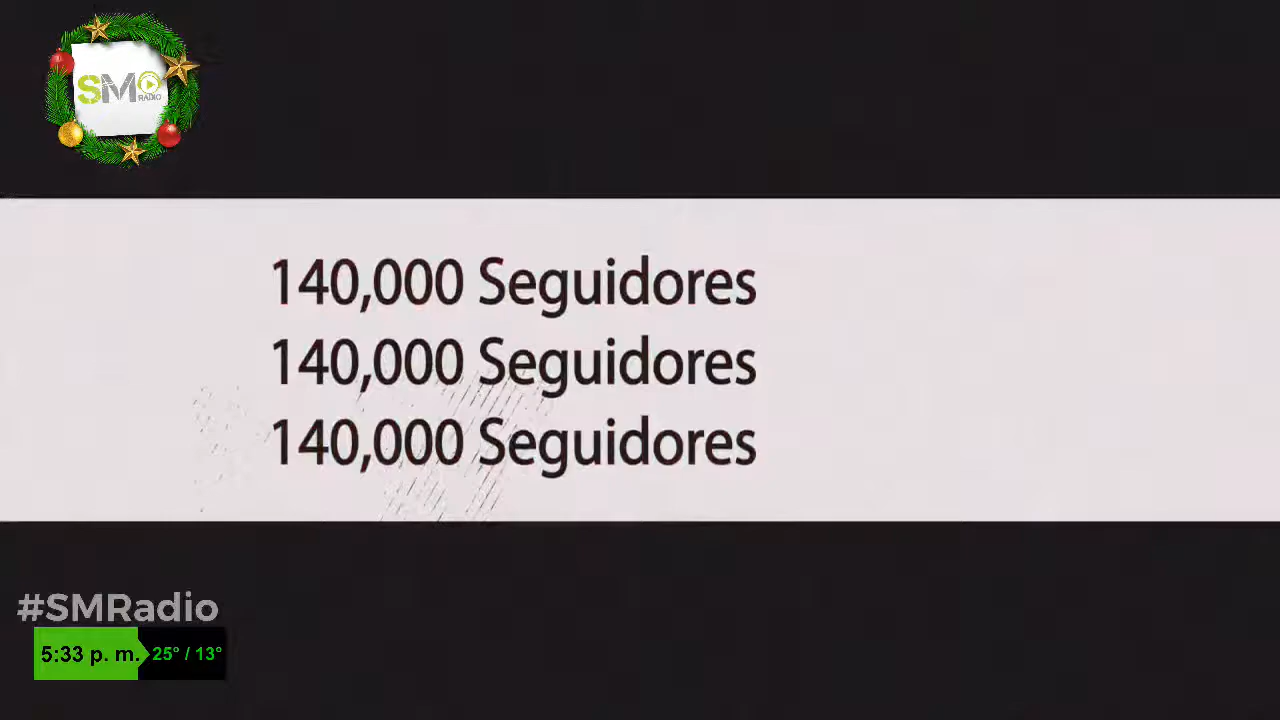 SM
RADIO
140,000 Seguidores
140,000 Seguidores
140,000 Seguidores
#SMRadio
5:33 p. m. 25° / 13°